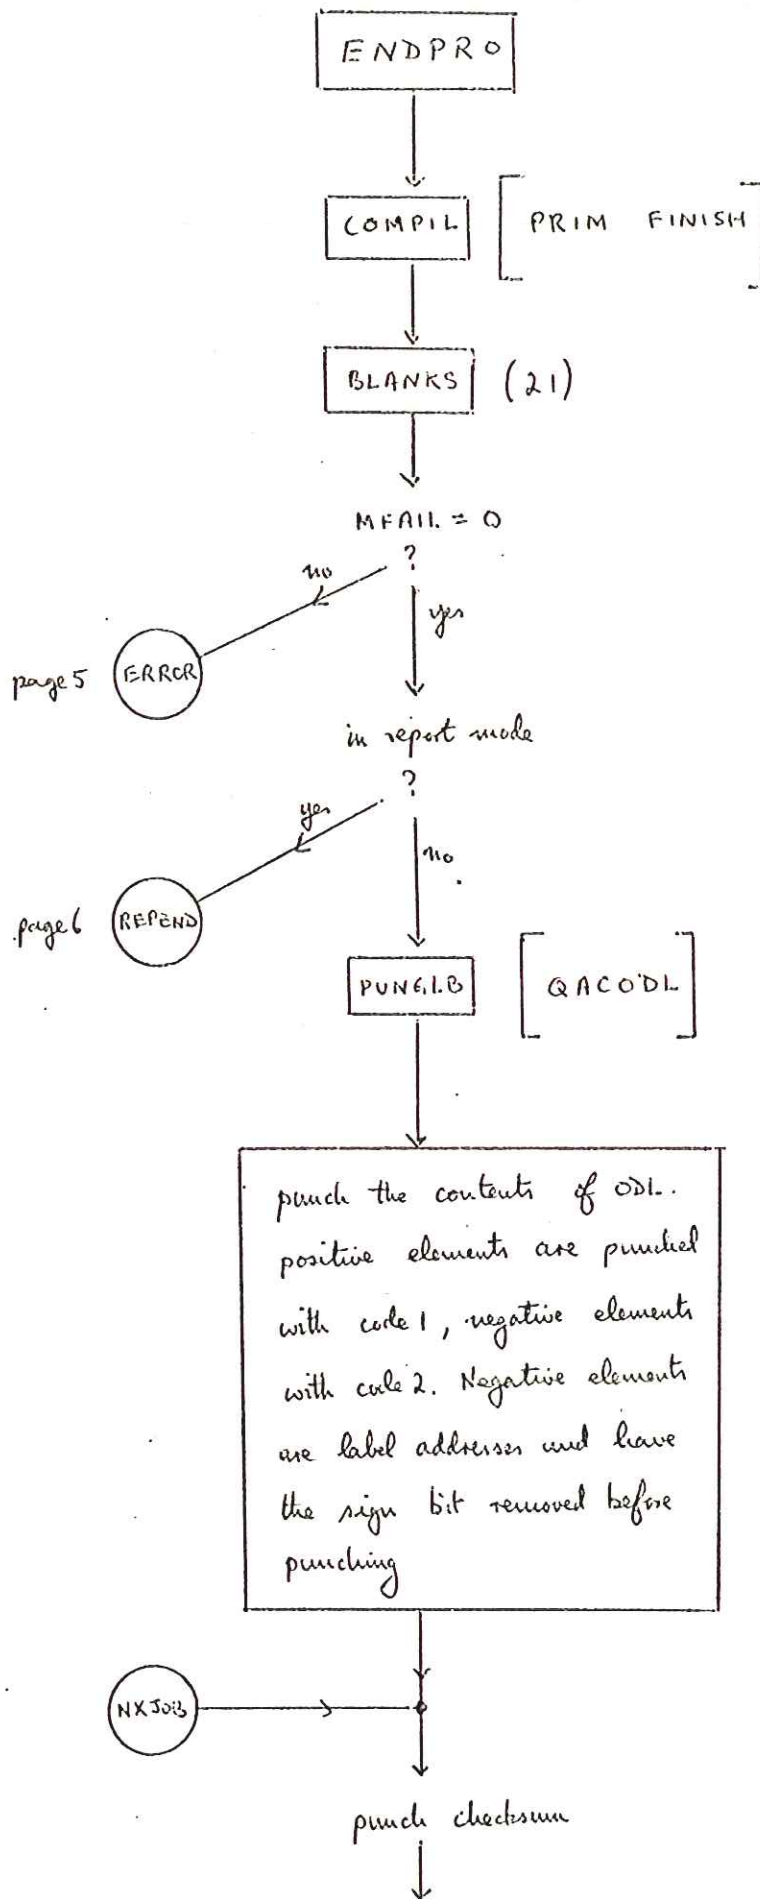 ENDPRO
COMPIL [PRIM FINISH]
BLANKS (21)
MFAIL = 0
?
no
yes
page 5 ERROR
in report mode
?
yes
no
page 6 REPEND
PUNGLB [QACODL]
punch the contents of ODL.
positive elements are punched
with code 1, negative elements
with code 2. Negative elements
are label addresses and have
the sign bit removed before
punching
NXJOB
punch checksum